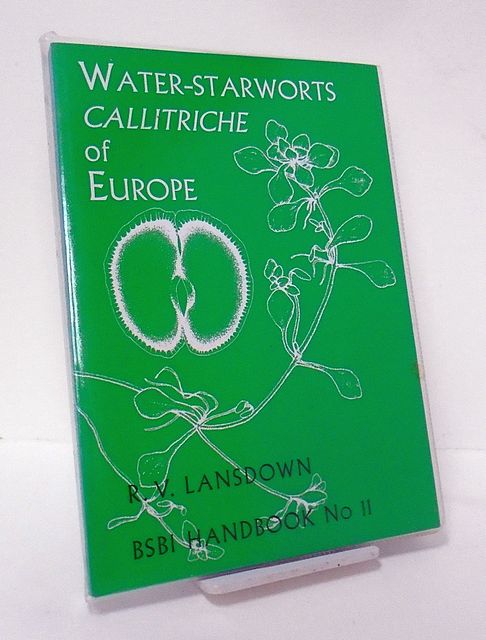 WATER-STARWORTS
CALLITRICHE
of
EUROPE
R. V. LANSDOWN
BSBI HANDBOOK No 11